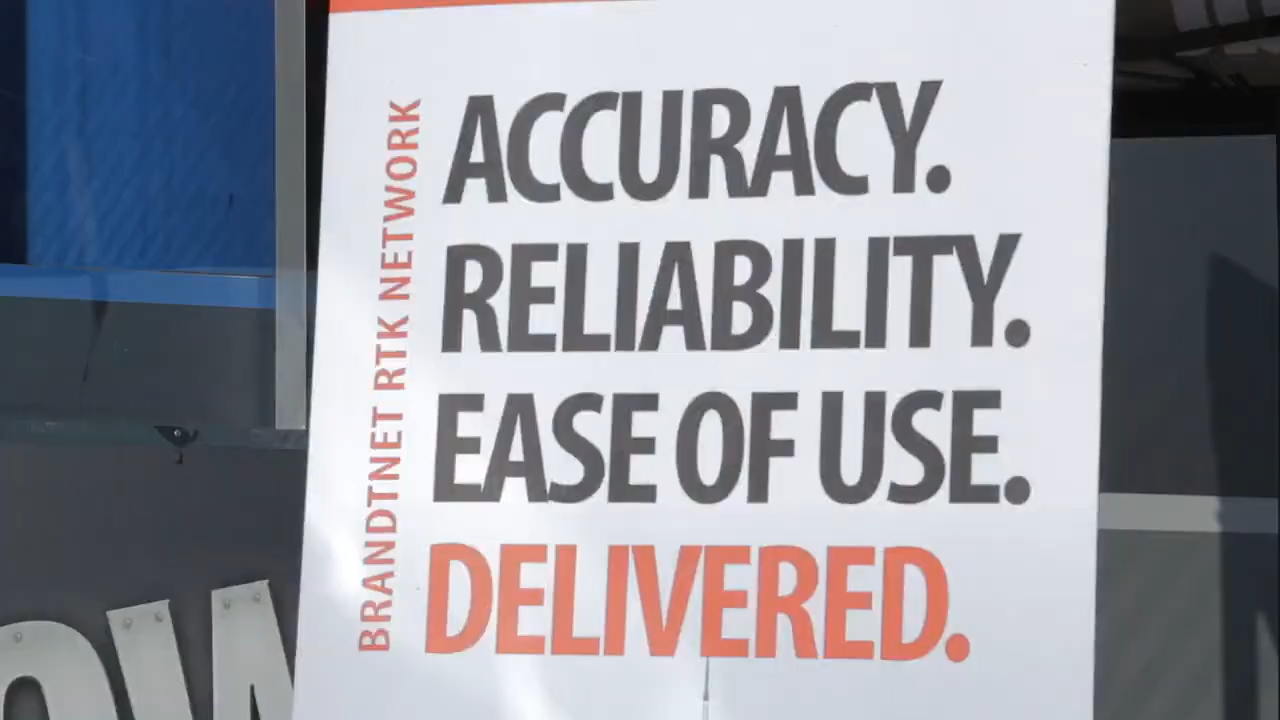 BRANDTNET RTK NETWORK
ACCURACY.
RELIABILITY.
EASE OF USE.
DELIVERED.